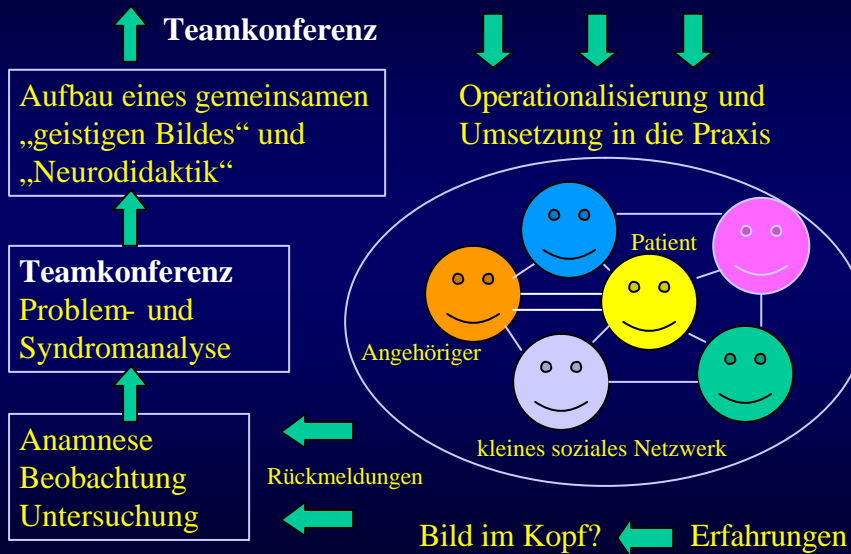 Teamkonferenz
Aufbau eines gemeinsamen
„geistigen Bildes“ und
„Neurodidaktik“
Teamkonferenz
Problem- und
Syndromanalyse
Anamnese
Beobachtung
Untersuchung
Rückmeldungen
Operationalisierung und
Umsetzung in die Praxis
Patient
Angehöriger
kleines soziales Netzwerk
Bild im Kopf?
Erfahrungen